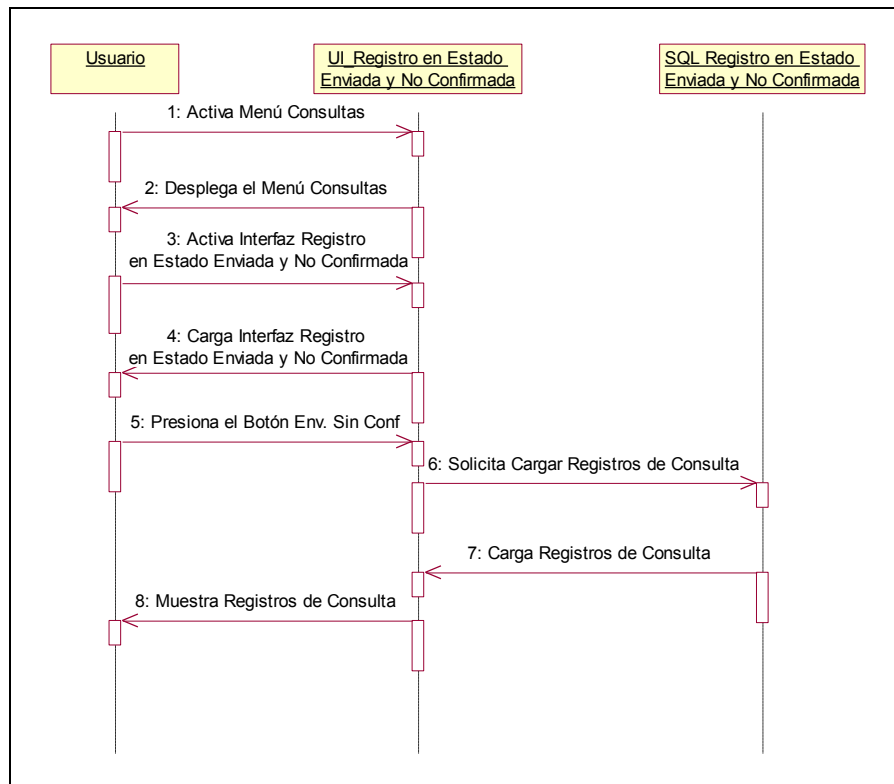 Usuario
UI_Registro en Estado
Enviada y No Confirmada
SQL Registro en Estado
Enviada y No Confirmada
1: Activa Menú Consultas
2: Desplega el Menú Consultas
3: Activa Interfaz Registro
en Estado Enviada y No Confirmada
4: Carga Interfaz Registro
en Estado Enviada y No Confirmada
5: Presiona el Botón Env. Sin Conf
6: Solicita Cargar Registros de Consulta
7: Carga Registros de Consulta
8: Muestra Registros de Consulta